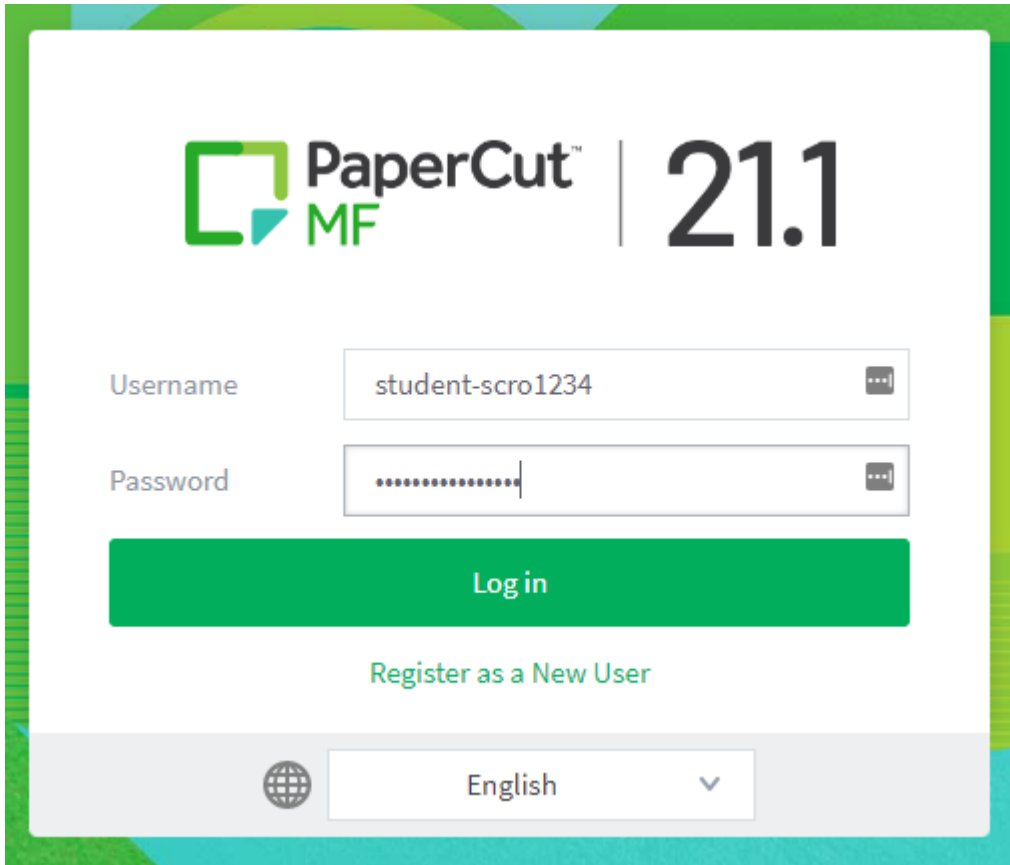 PaperCut™ | 21.1
MF
Username student-scro1234
Password ••••••••••••••••
Log in
Register as a New User
English